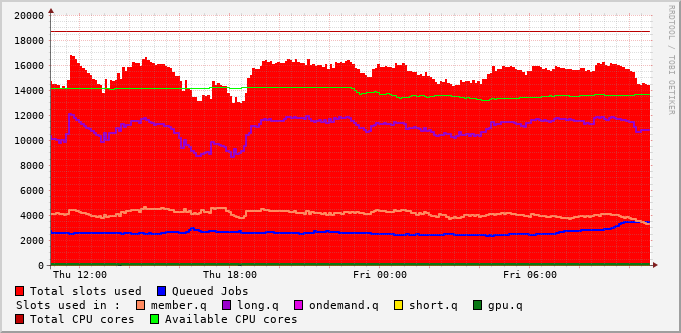 20000
18000
16000
14000
12000
10000
8000
6000
4000
2000
0
Thu 12:00 Thu 18:00 Fri 00:00 Fri 06:00
Total slots used Queued Jobs
Slots used in : member.q long.q ondemand.q short.q gpu.q
Total CPU cores Available CPU cores
RRDTOOL / TOBI OETIKER